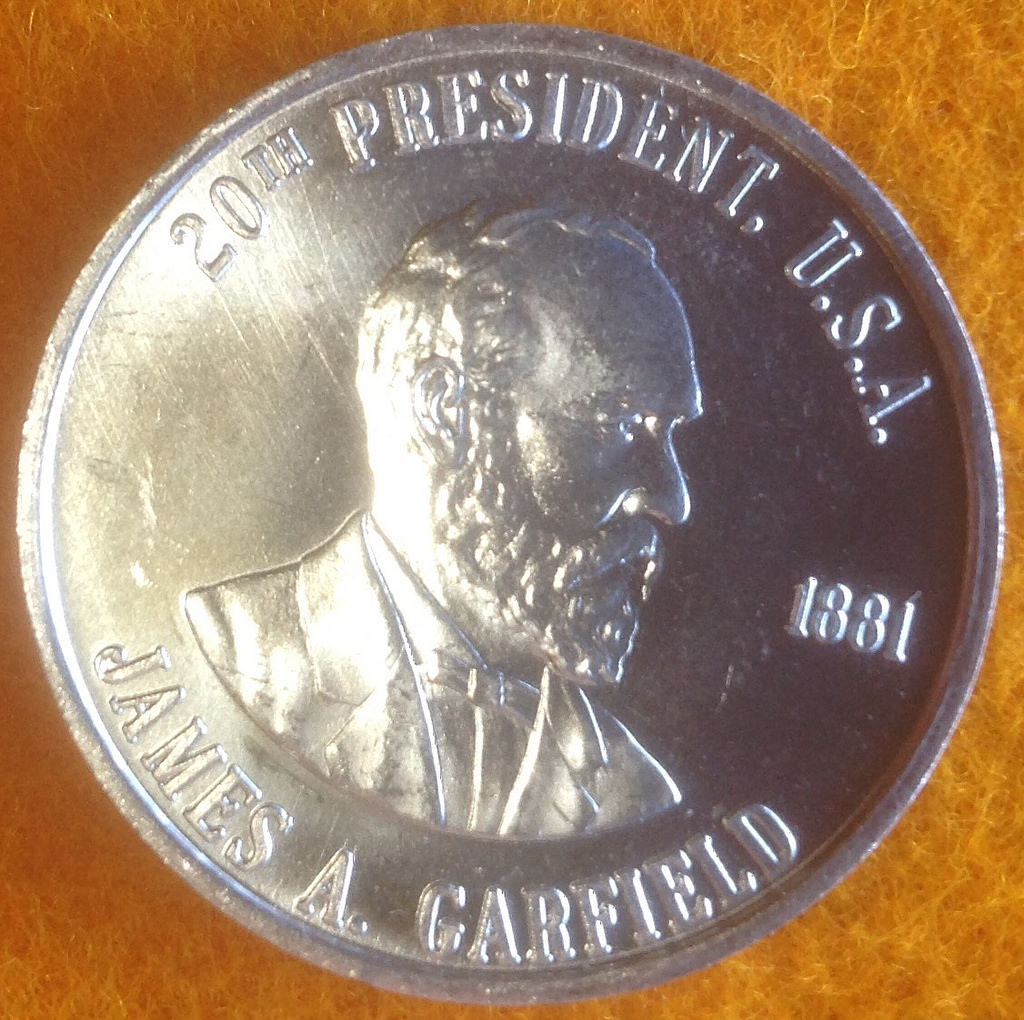 20TH PRESIDENT, U.S.A.
1881
JAMES A. GARFIELD